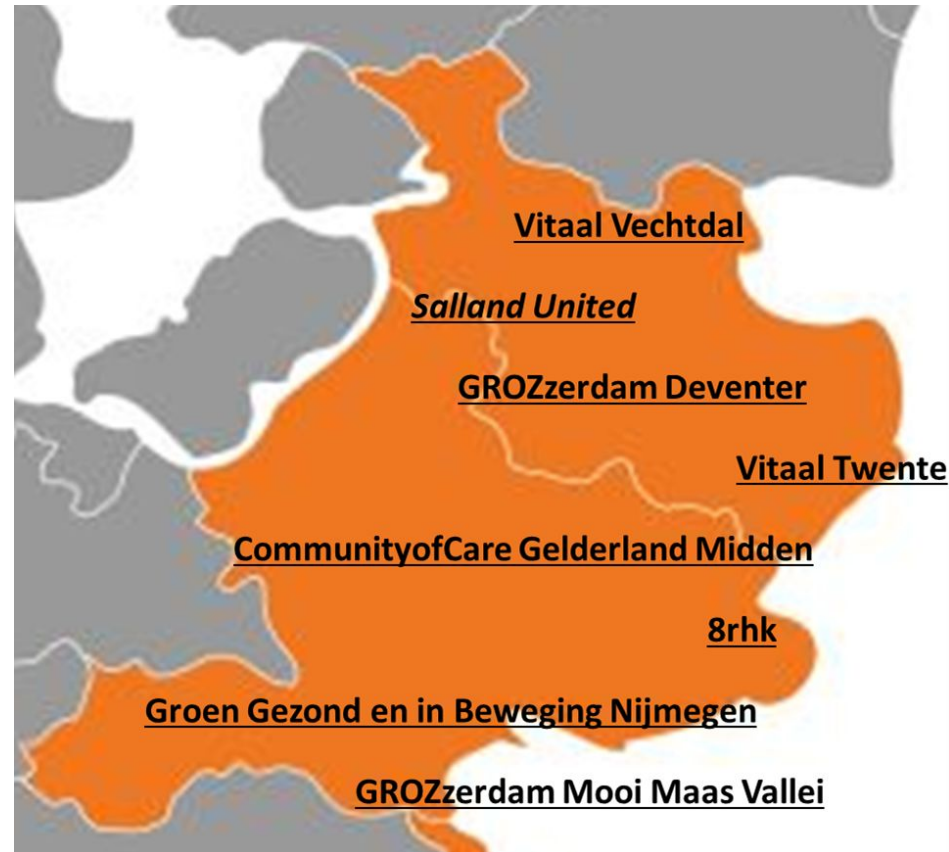 Vitaal Vechtdal
Salland United
GROZzerdam Deventer
Vitaal Twente
CommunityofCare Gelderland Midden
8rhk
Groen Gezond en in Beweging Nijmegen
GROZzerdam Mooi Maas Vallei